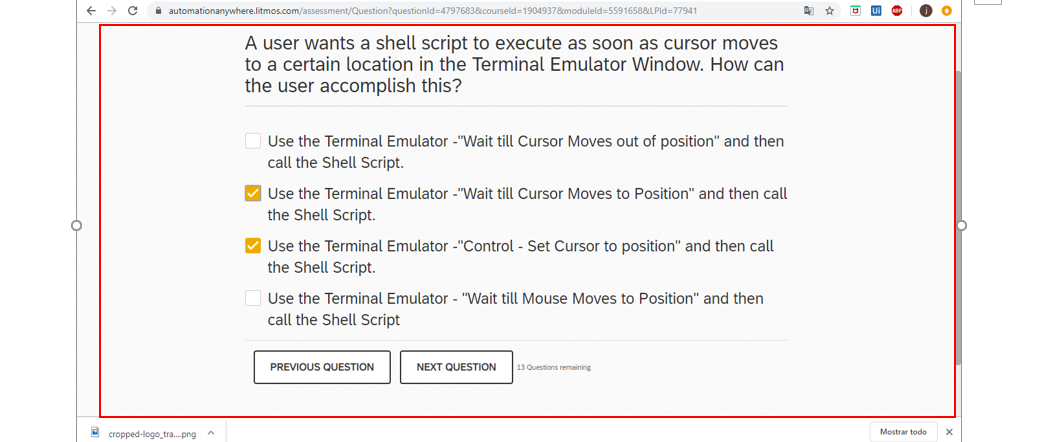 automationanywhere.litmos.com/assessment/Question?questionId=4797683&courseId=1904937&moduleId=5591658&LPId=77941
Ui
ABP
j
A user wants a shell script to execute as soon as cursor moves
to a certain location in the Terminal Emulator Window. How can
the user accomplish this?
Use the Terminal Emulator -"Wait till Cursor Moves out of position" and then
call the Shell Script.
Use the Terminal Emulator -"Wait till Cursor Moves to Position" and then call
the Shell Script.
Use the Terminal Emulator -"Control - Set Cursor to position" and then call
the Shell Script.
Use the Terminal Emulator - "Wait till Mouse Moves to Position" and then
call the Shell Script
PREVIOUS QUESTION NEXT QUESTION 13 Questions remaining
cropped-logo_tra....png Mostrar todo